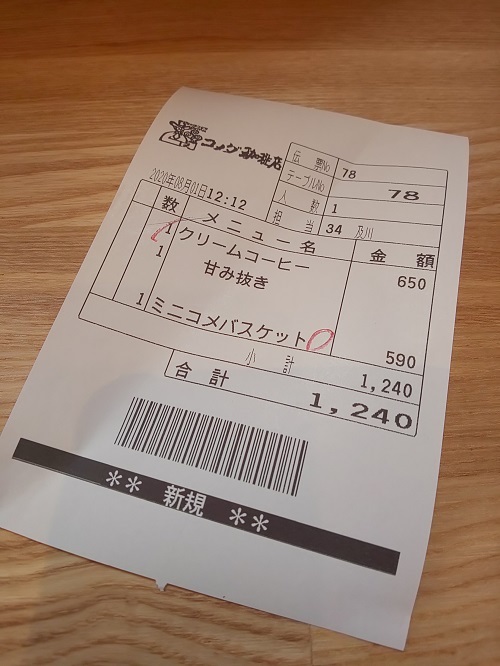 コメダ珈琲店
2020年08月01日12:12
伝票No 78
テーブルNo 78
人数 1
担当 34 及川
数 メニュー名 金額
1 クリームコーヒー 650
1 甘み抜き
1 ミニコメバスケット 590
小計 1,240
合計 1,240
** 新規 **